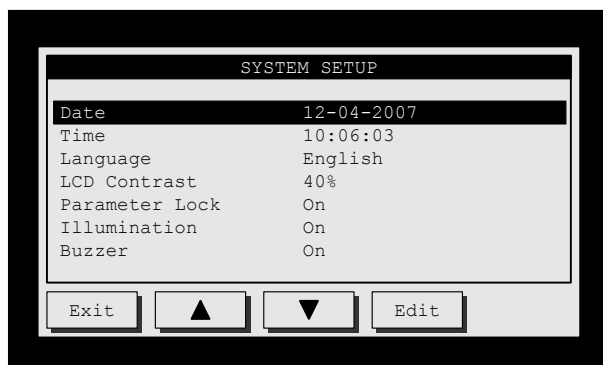 SYSTEM SETUP
Date 12-04-2007
Time 10:06:03
Language English
LCD Contrast 40%
Parameter Lock On
Illumination On
Buzzer On
Exit ▲ ▼ Edit